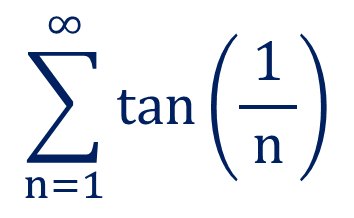 ∞
∑ tan(1/n)
n=1